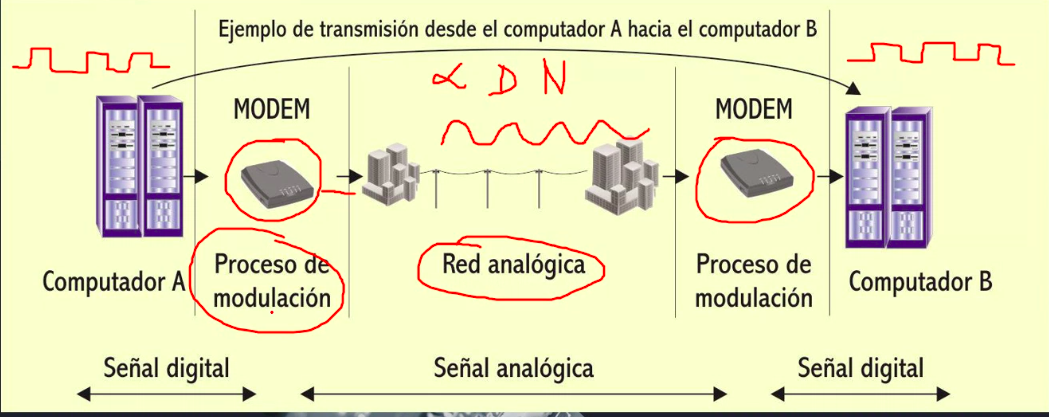 Ejemplo de transmisión desde el computador A hacia el computador B
∝ D N
MODEM
MODEM
Computador A
Proceso de
modulación
Red analógica
Proceso de
modulación
Computador B
Señal digital
Señal analógica
Señal digital